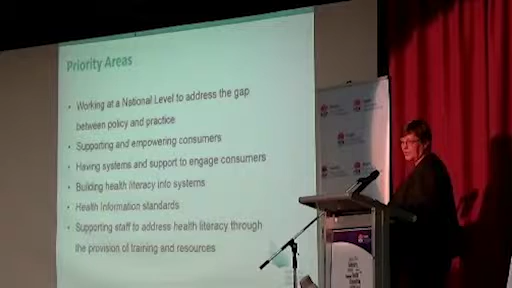 Priority Areas
• Working at a National Level to address the gap
between policy and practice
• Supporting and empowering consumers
• Having systems and support to engage consumers
• Building health literacy into systems
• Health Information standards
• Supporting staff to address health literacy through
the provision of training and resources